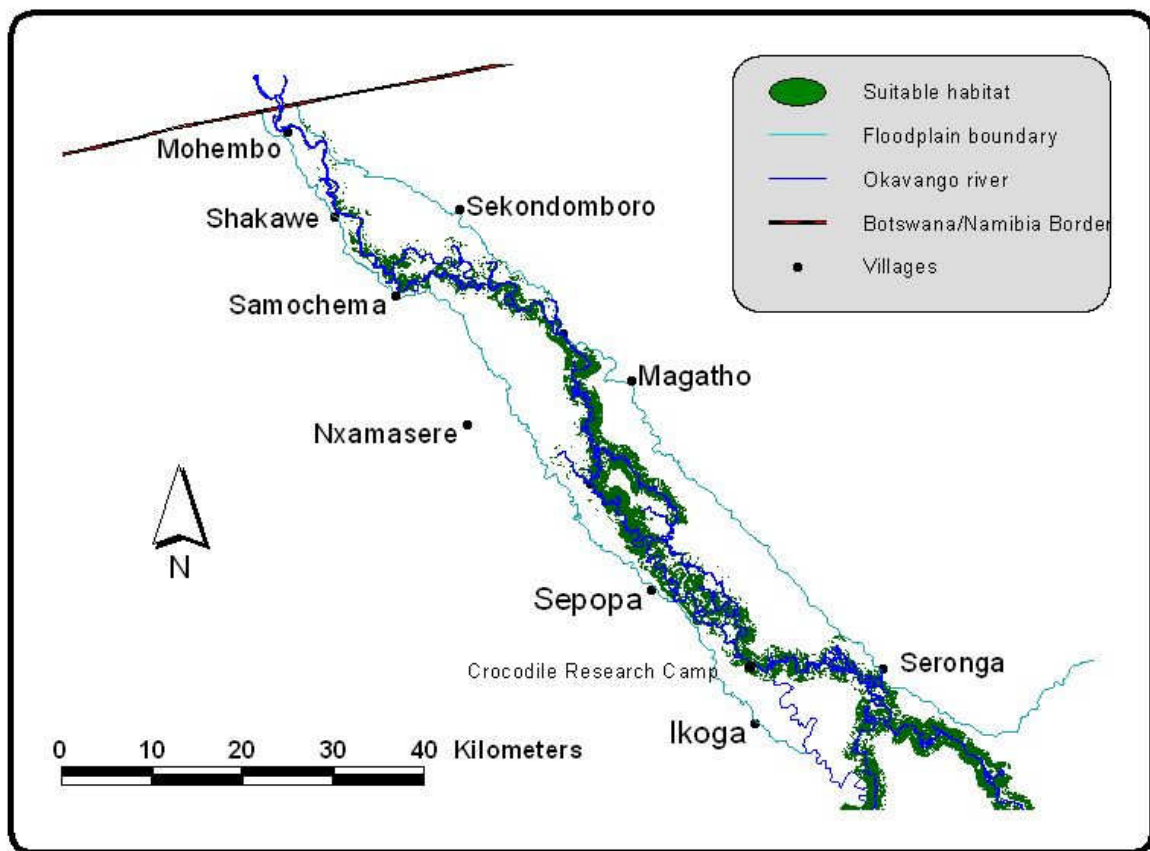 Suitable habitat
Floodplain boundary
Okavango river
Botswana/Namibia Border
Villages
Mohembo
Shakawe
Sekondomboro
Samochema
Magatho
Nxamasere
N
Sepopa
Crocodile Research Camp
Seronga
Ikoga
0 10 20 30 40 Kilometers